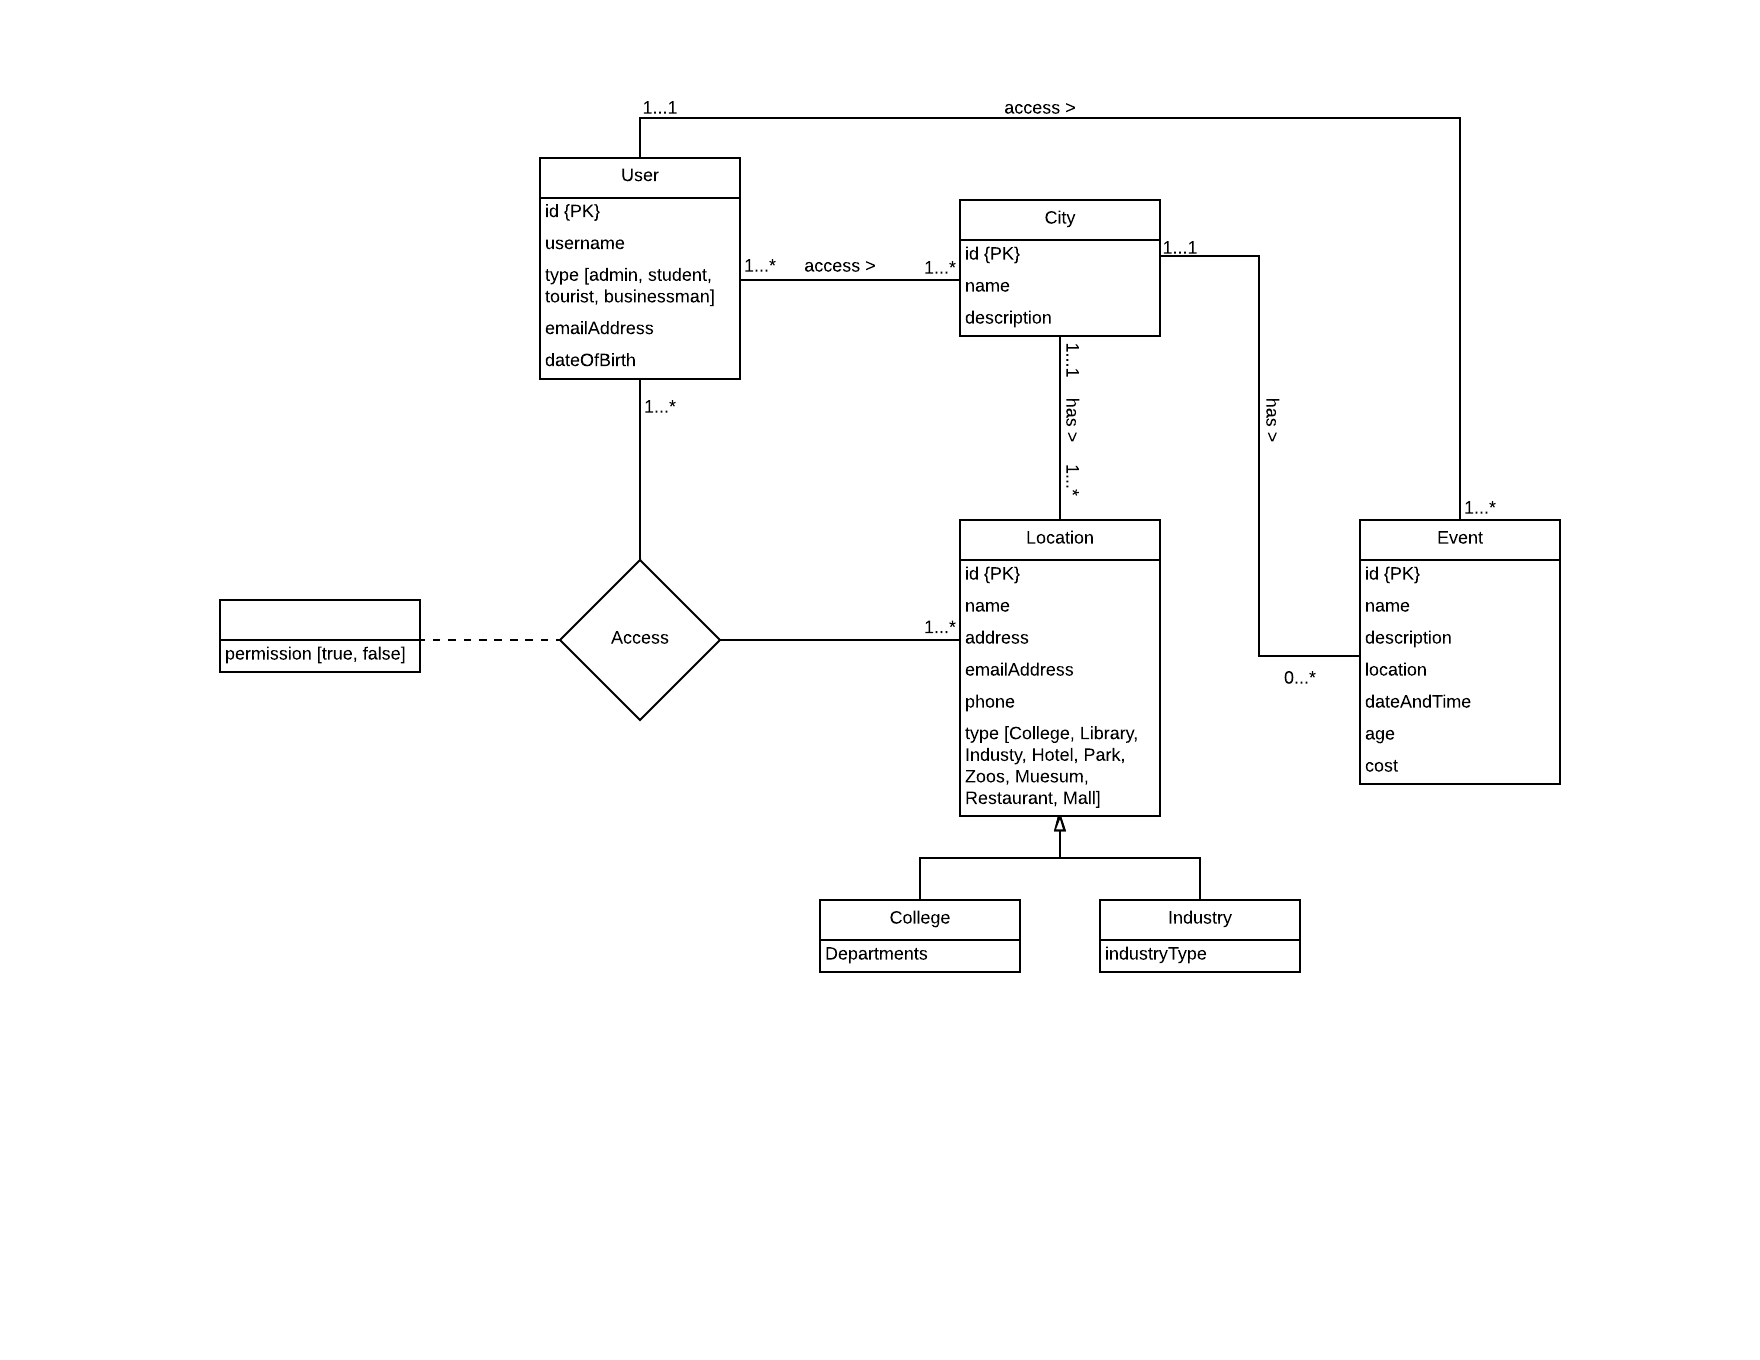 1...1
access >
User
id {PK}
username
type [admin, student,
tourist, businessman]
emailAddress
dateOfBirth
1...*
access >
1...*
City
id {PK}
name
description
1...1
1...1
has >
1...*
has >
1...*
1...*
Access
permission [true, false]
1...*
Location
id {PK}
name
address
emailAddress
phone
type [College, Library,
Industy, Hotel, Park,
Zoos, Muesum,
Restaurant, Mall]
0...*
Event
id {PK}
name
description
location
dateAndTime
age
cost
College
Departments
Industry
industryType